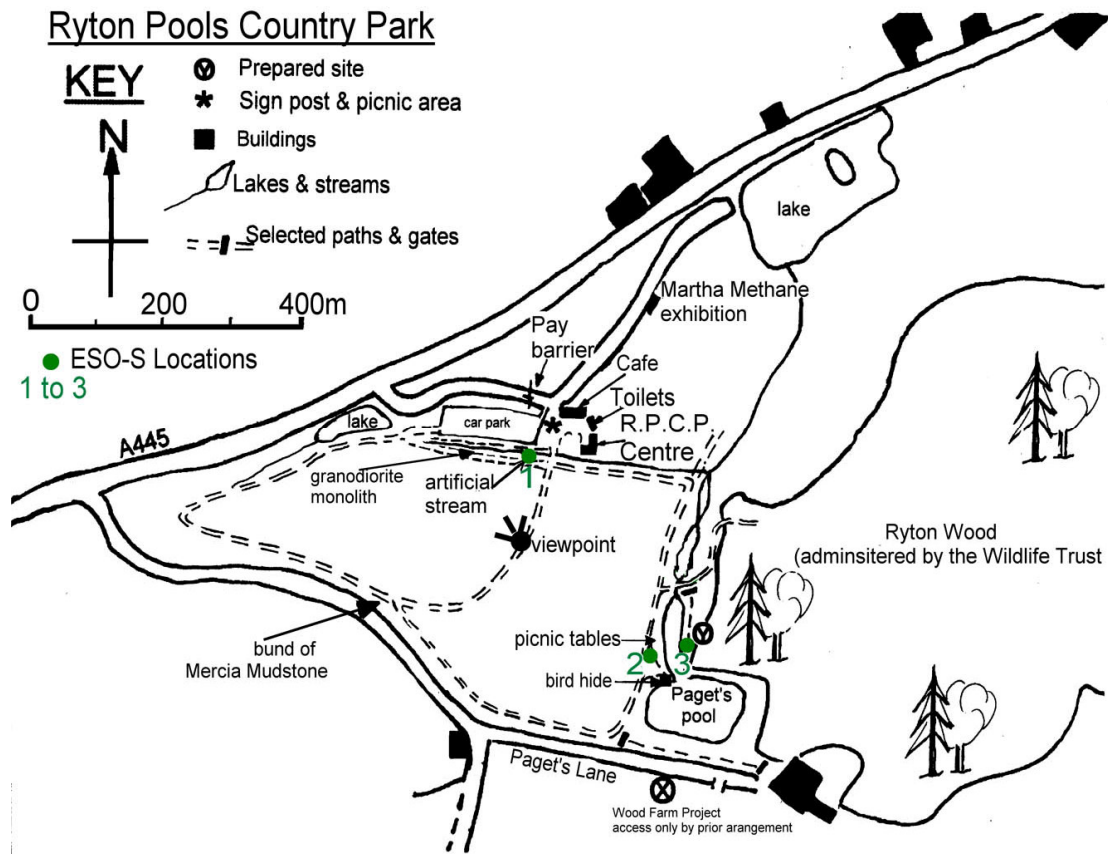 Ryton Pools Country Park
KEY
N
Y Prepared site
* Sign post & picnic area
Buildings
Lakes & streams
Selected paths & gates
0 200 400m
ESO-S Locations
1 to 3
lake
Martha Methane
exhibition
Pay
barrier
Cafe
Toilets
R.P.C.P.
Centre
car park
lake
A445
granodiorite
monolith
artificial
stream
1
viewpoint
Ryton Wood
(adminsitered by the Wildlife Trust
bund of
Mercia Mudstone
picnic tables
Y
2
3
bird hide
Paget's
pool
Paget's Lane
X
Wood Farm Project
access only by prior arangement